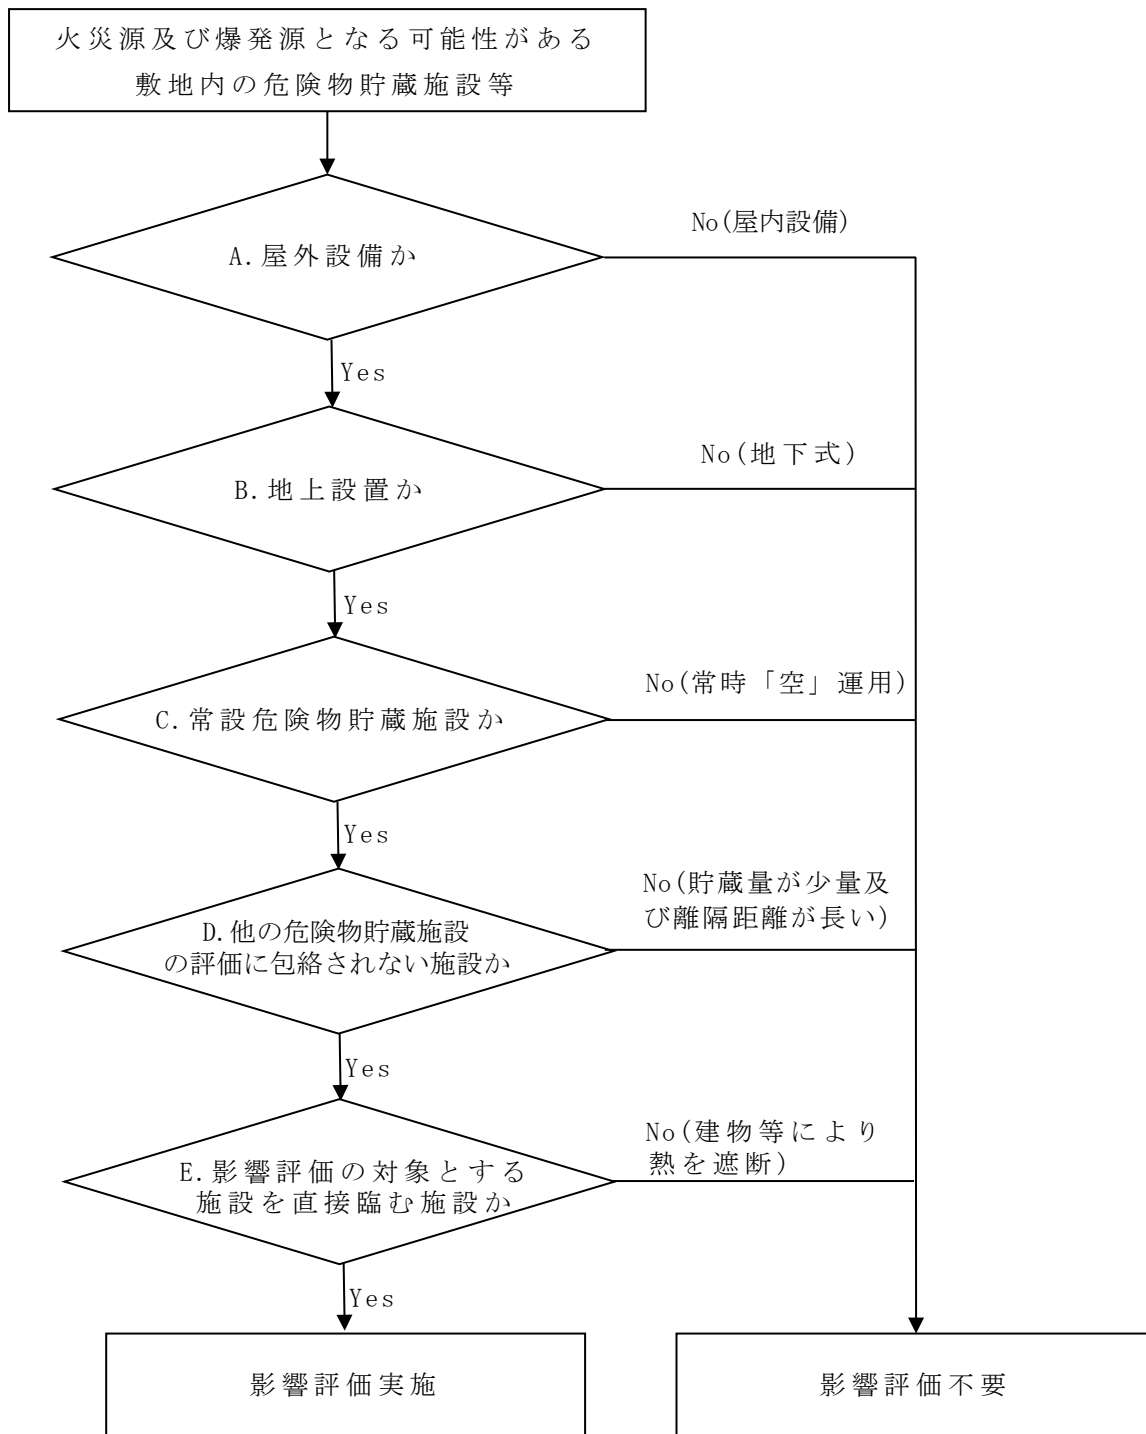 火災源及び爆発源となる可能性がある
敷地内の危険物貯蔵施設等
No(屋内設備)
A.屋外設備か
Yes
No(地下式)
B.地上設置か
Yes
No(常時「空」運用)
C.常設危険物貯蔵施設か
Yes
No(貯蔵量が少量及
び離隔距離が長い)
D.他の危険物貯蔵施設
の評価に包絡されない施設か
Yes
No(建物等により
熱を遮断)
E.影響評価の対象とする
施設を直接臨む施設か
Yes
影響評価実施
影響評価不要